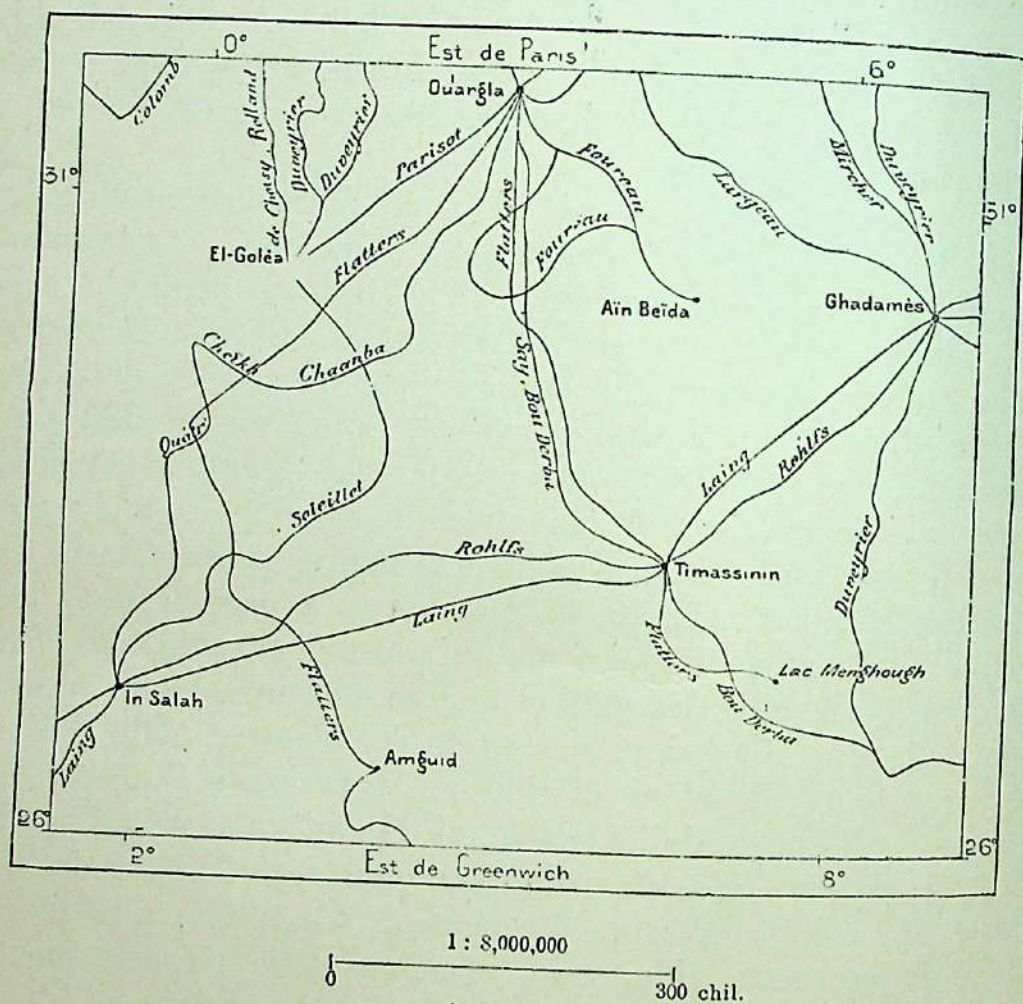 0°
Est de Paris
6°
Ouargla
Colomb
de Choisy, Rolland
Duveyrier
Duveyrier
Parisot
Foureau
Largeau
Mircher
Duveyrier
31°
31°
El-Goléa
Flatters
Flatters
Foureau
Aïn Beïda
Ghadamès
Cheikh
Chaanba
Say, Bou Derba
Laing
Rohlfs
Soleillet
Rohlfs
Timassinin
Duveyrier
Laing
Flatters
Lac Menghough
In Salah
Flatters
Bou Derba
Laing
Amguid
26°
26°
2°
Est de Greenwich
8°
1 : 8,000,000
0
300 chil.